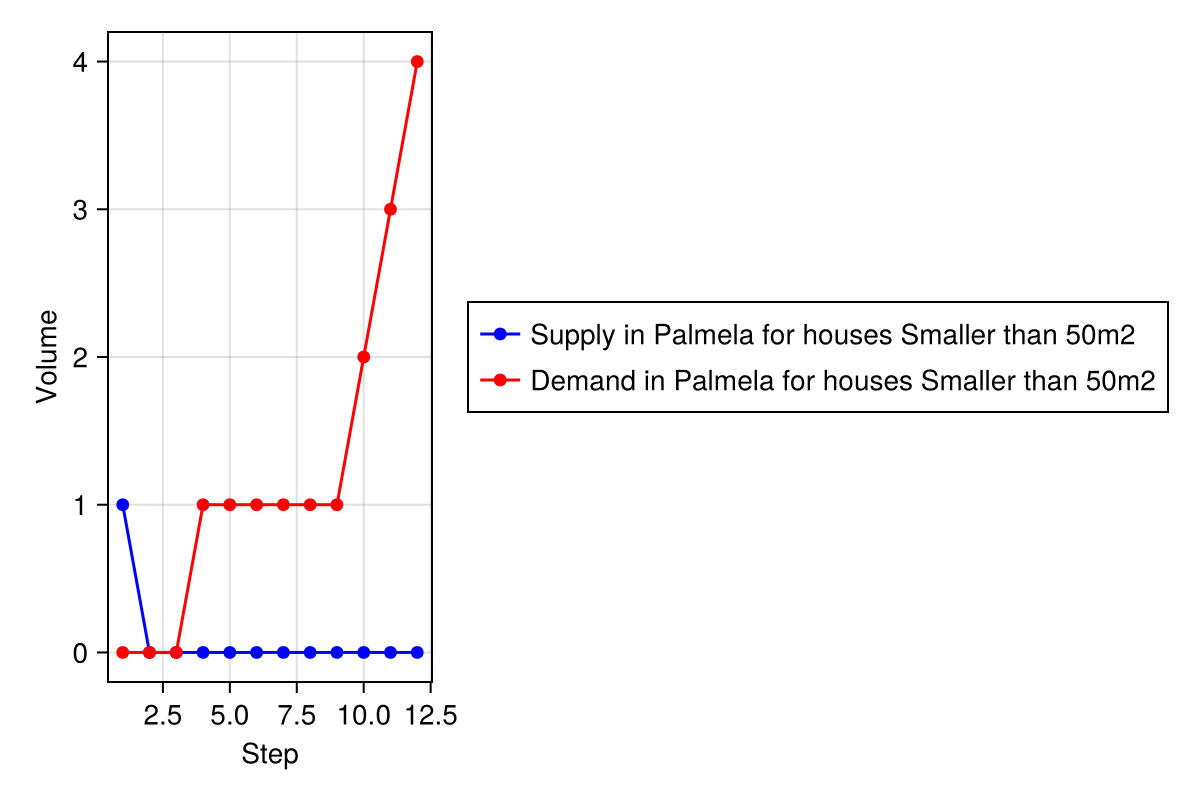 4
3
2
1
0
Volume
2.5 5.0 7.5 10.0 12.5
Step
Supply in Palmela for houses Smaller than 50m2
Demand in Palmela for houses Smaller than 50m2